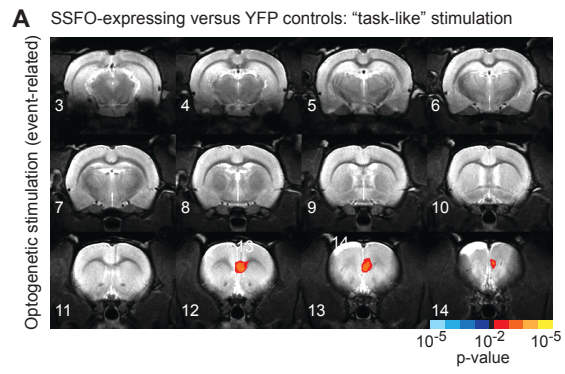 A SSFO-expressing versus YFP controls: “task-like” stimulation
Optogenetic stimulation (event-related)
3 4 5 6
7 8 9 10
13 14
11 12 13 14
10-5 10-2 10-5
p-value